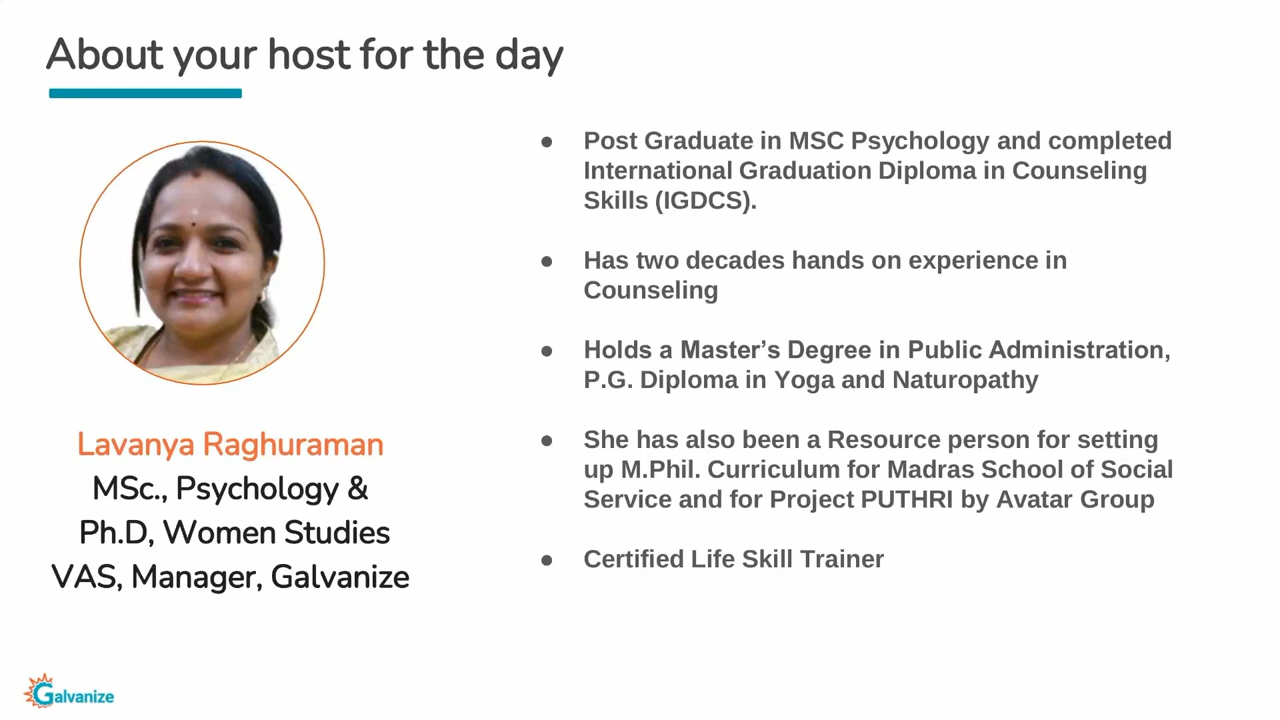 About your host for the day
Lavanya Raghuraman
MSc., Psychology &
Ph.D, Women Studies
VAS, Manager, Galvanize
● Post Graduate in MSC Psychology and completed
International Graduation Diploma in Counseling
Skills (IGDCS).
● Has two decades hands on experience in
Counseling
● Holds a Master’s Degree in Public Administration,
P.G. Diploma in Yoga and Naturopathy
● She has also been a Resource person for setting
up M.Phil. Curriculum for Madras School of Social
Service and for Project PUTHRI by Avatar Group
● Certified Life Skill Trainer
Galvanize